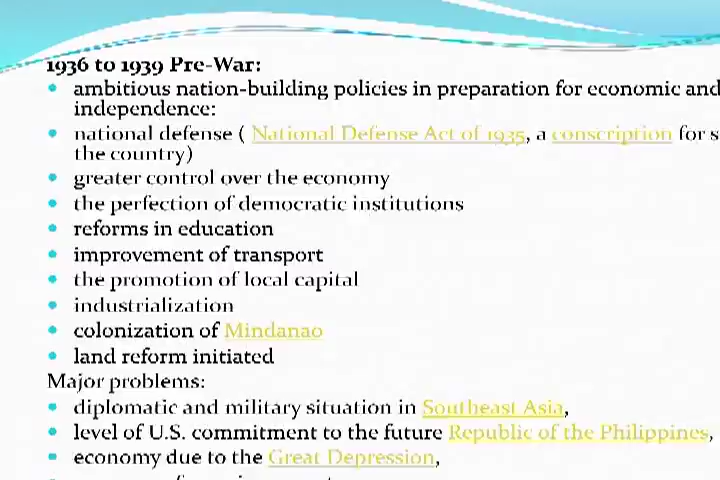 1936 to 1939 Pre-War:
• ambitious nation-building policies in preparation for economic and
independence:
• national defense ( National Defense Act of 1935, a conscription for s
the country)
• greater control over the economy
• the perfection of democratic institutions
• reforms in education
• improvement of transport
• the promotion of local capital
• industrialization
• colonization of Mindanao
• land reform initiated
Major problems:
• diplomatic and military situation in Southeast Asia,
• level of U.S. commitment to the future Republic of the Philippines,
• economy due to the Great Depression,